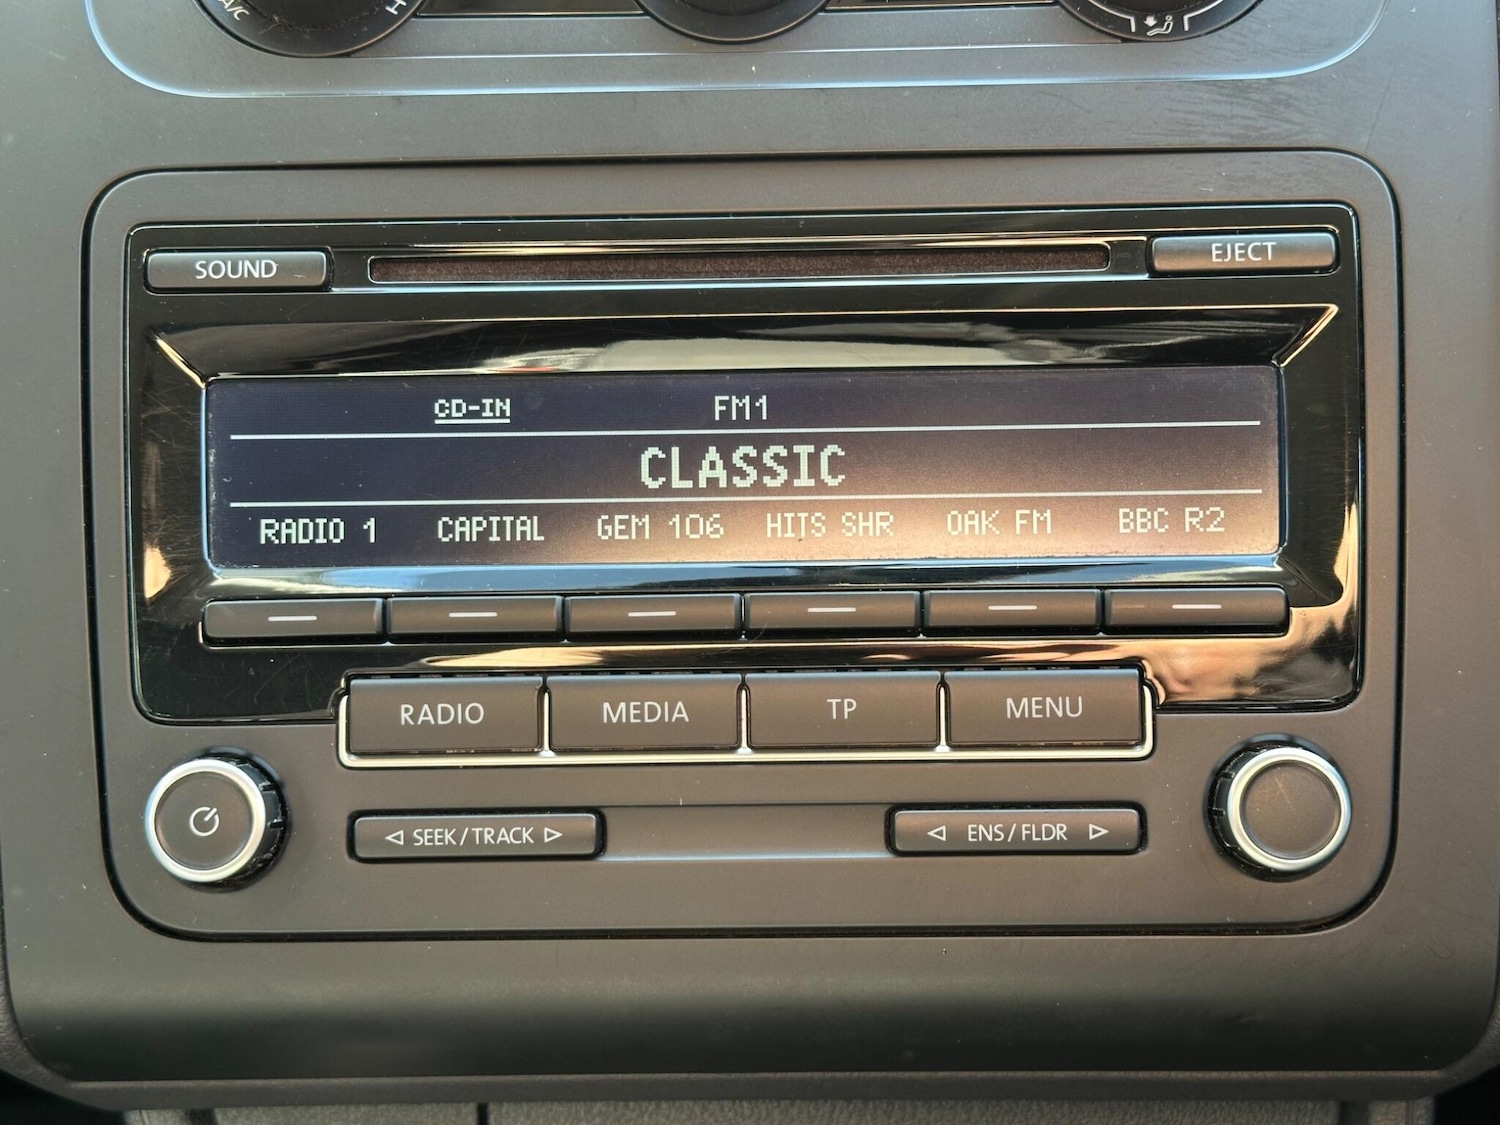 A/C
SOUND
EJECT
CD-IN FM1
CLASSIC
RADIO 1 CAPITAL GEM 106 HITS SHR OAK FM BBC R2
RADIO MEDIA TP MENU
SEEK/TRACK ENS/FLDR